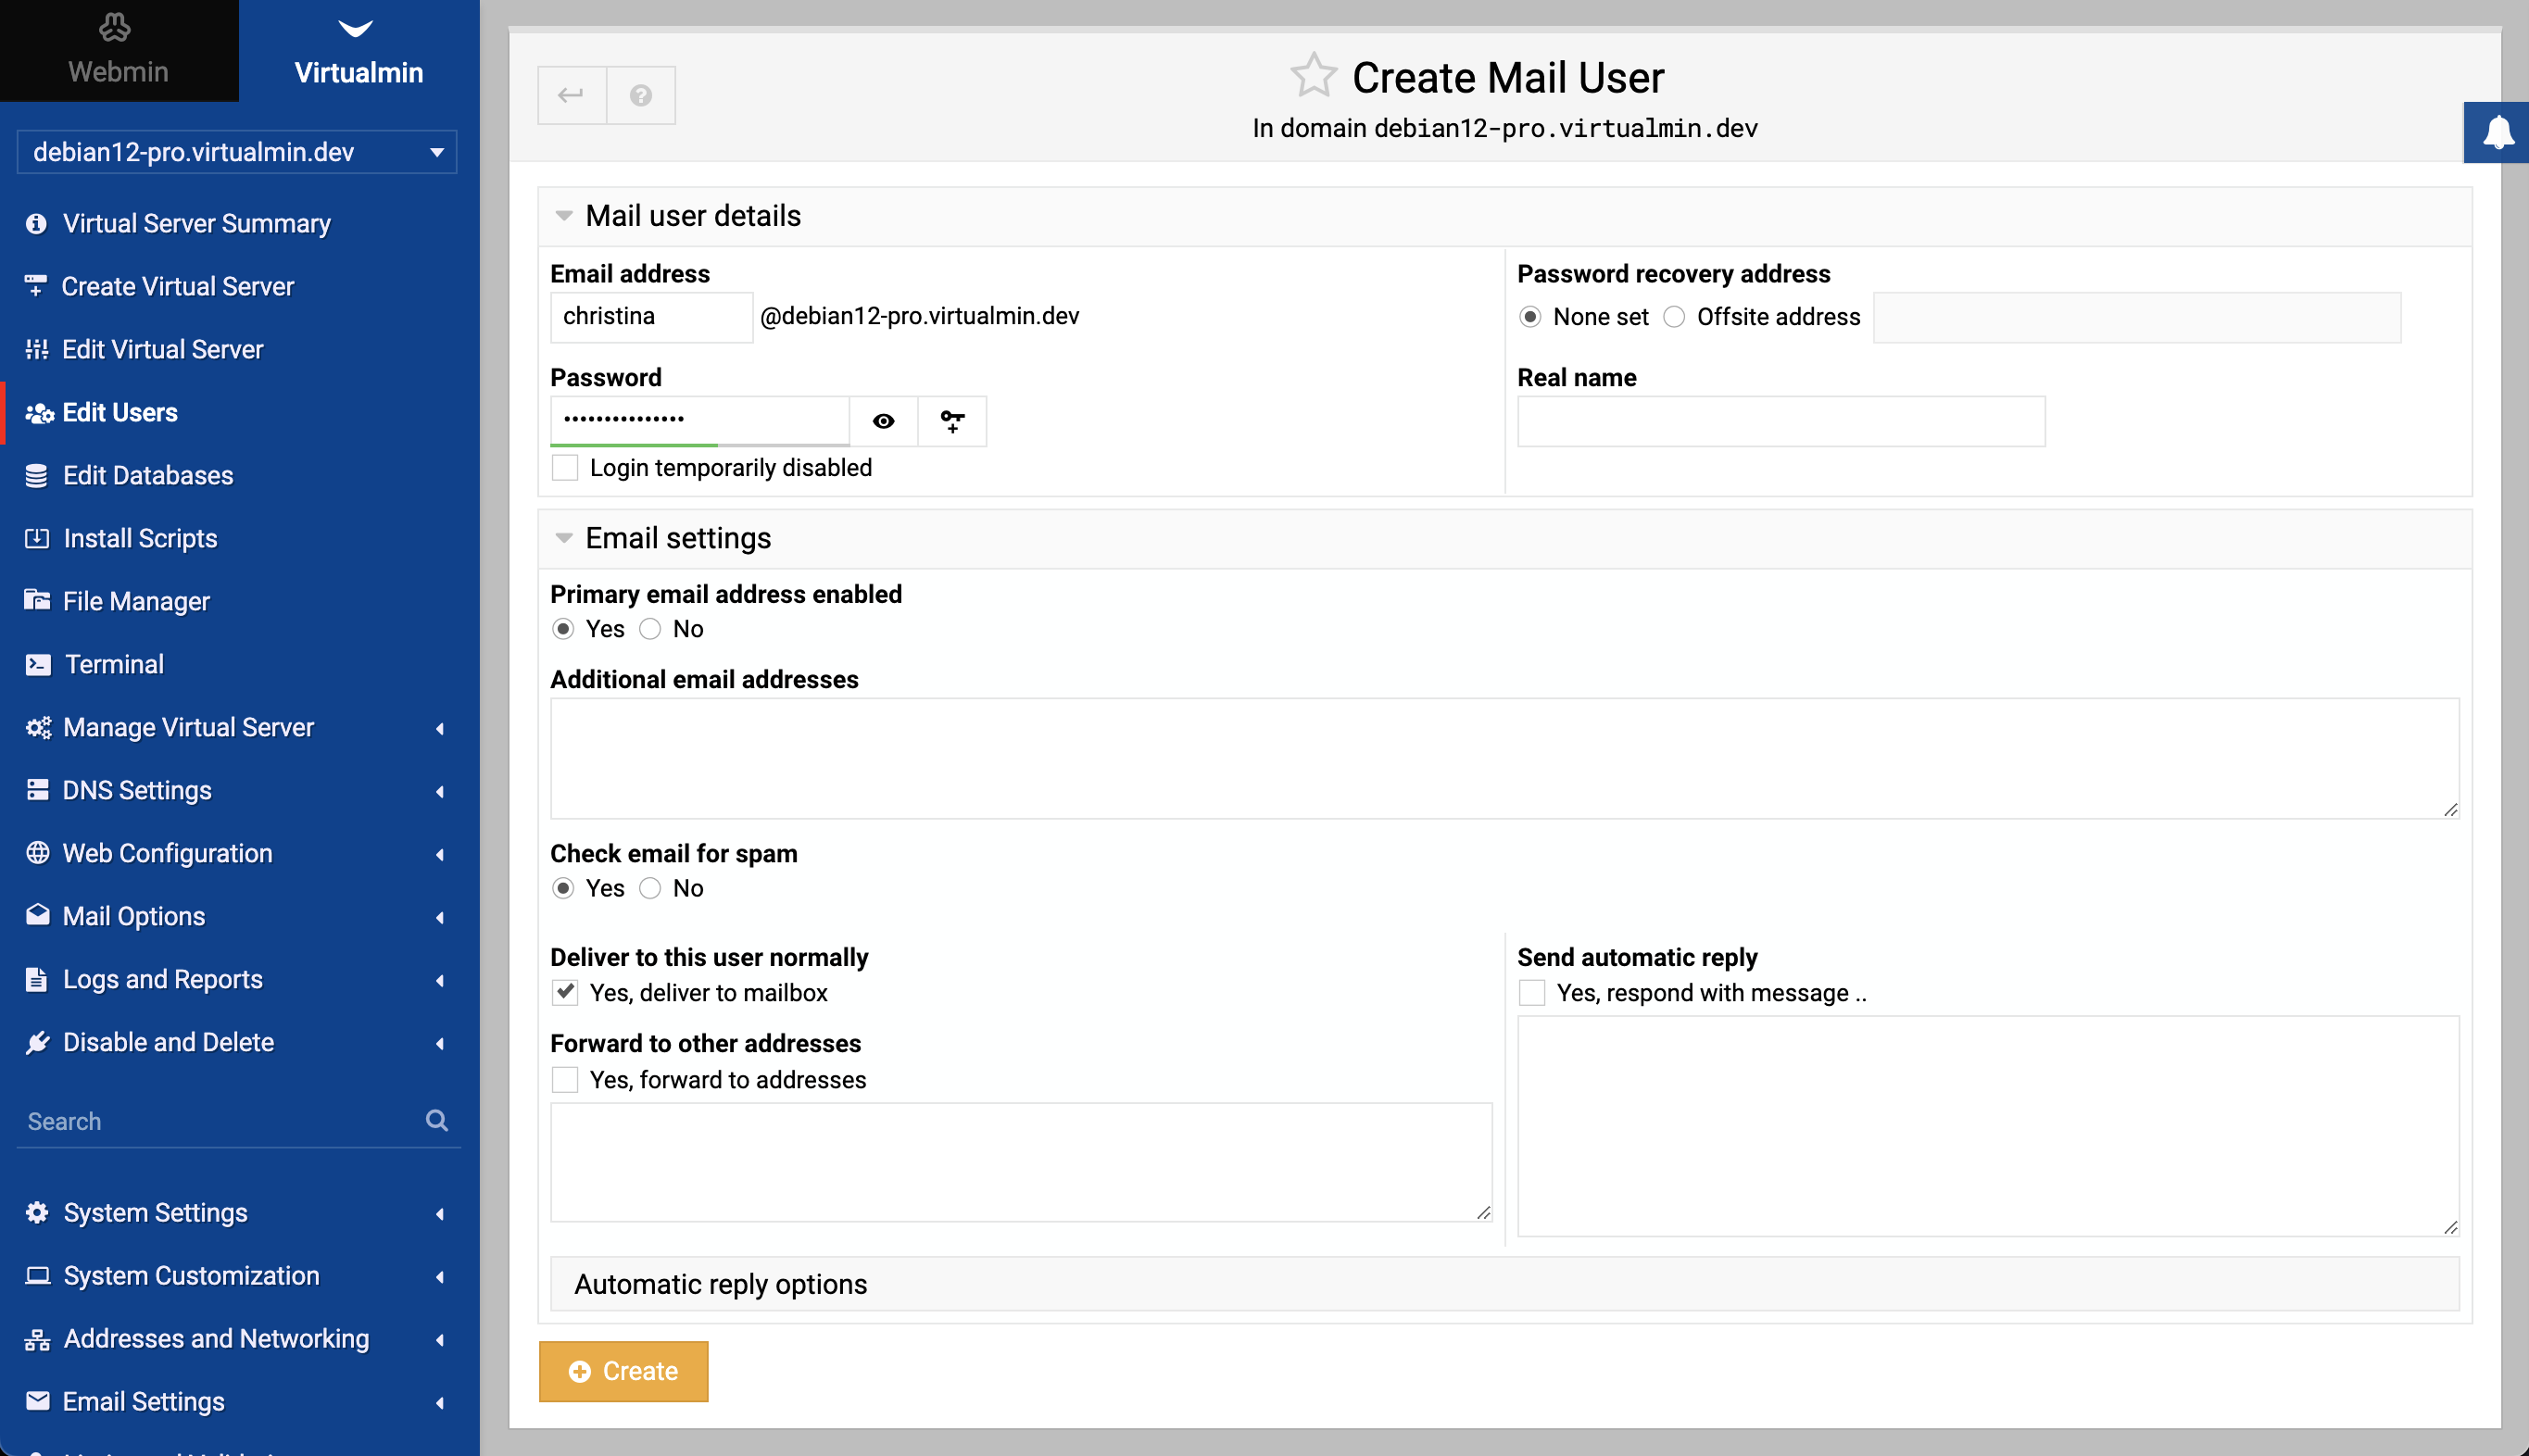 Webmin
Virtualmin
debian12-pro.virtualmin.dev
Virtual Server Summary
Create Virtual Server
Edit Virtual Server
Edit Users
Edit Databases
Install Scripts
File Manager
Terminal
Manage Virtual Server
DNS Settings
Web Configuration
Mail Options
Logs and Reports
Disable and Delete
Search
System Settings
System Customization
Addresses and Networking
Email Settings
Create Mail User
In domain debian12-pro.virtualmin.dev
Mail user details
Email address
christina @debian12-pro.virtualmin.dev
Password
Login temporarily disabled
Password recovery address
None set Offsite address
Real name
Email settings
Primary email address enabled
Yes No
Additional email addresses
Check email for spam
Yes No
Deliver to this user normally
Yes, deliver to mailbox
Forward to other addresses
Yes, forward to addresses
Send automatic reply
Yes, respond with message ..
Automatic reply options
Create